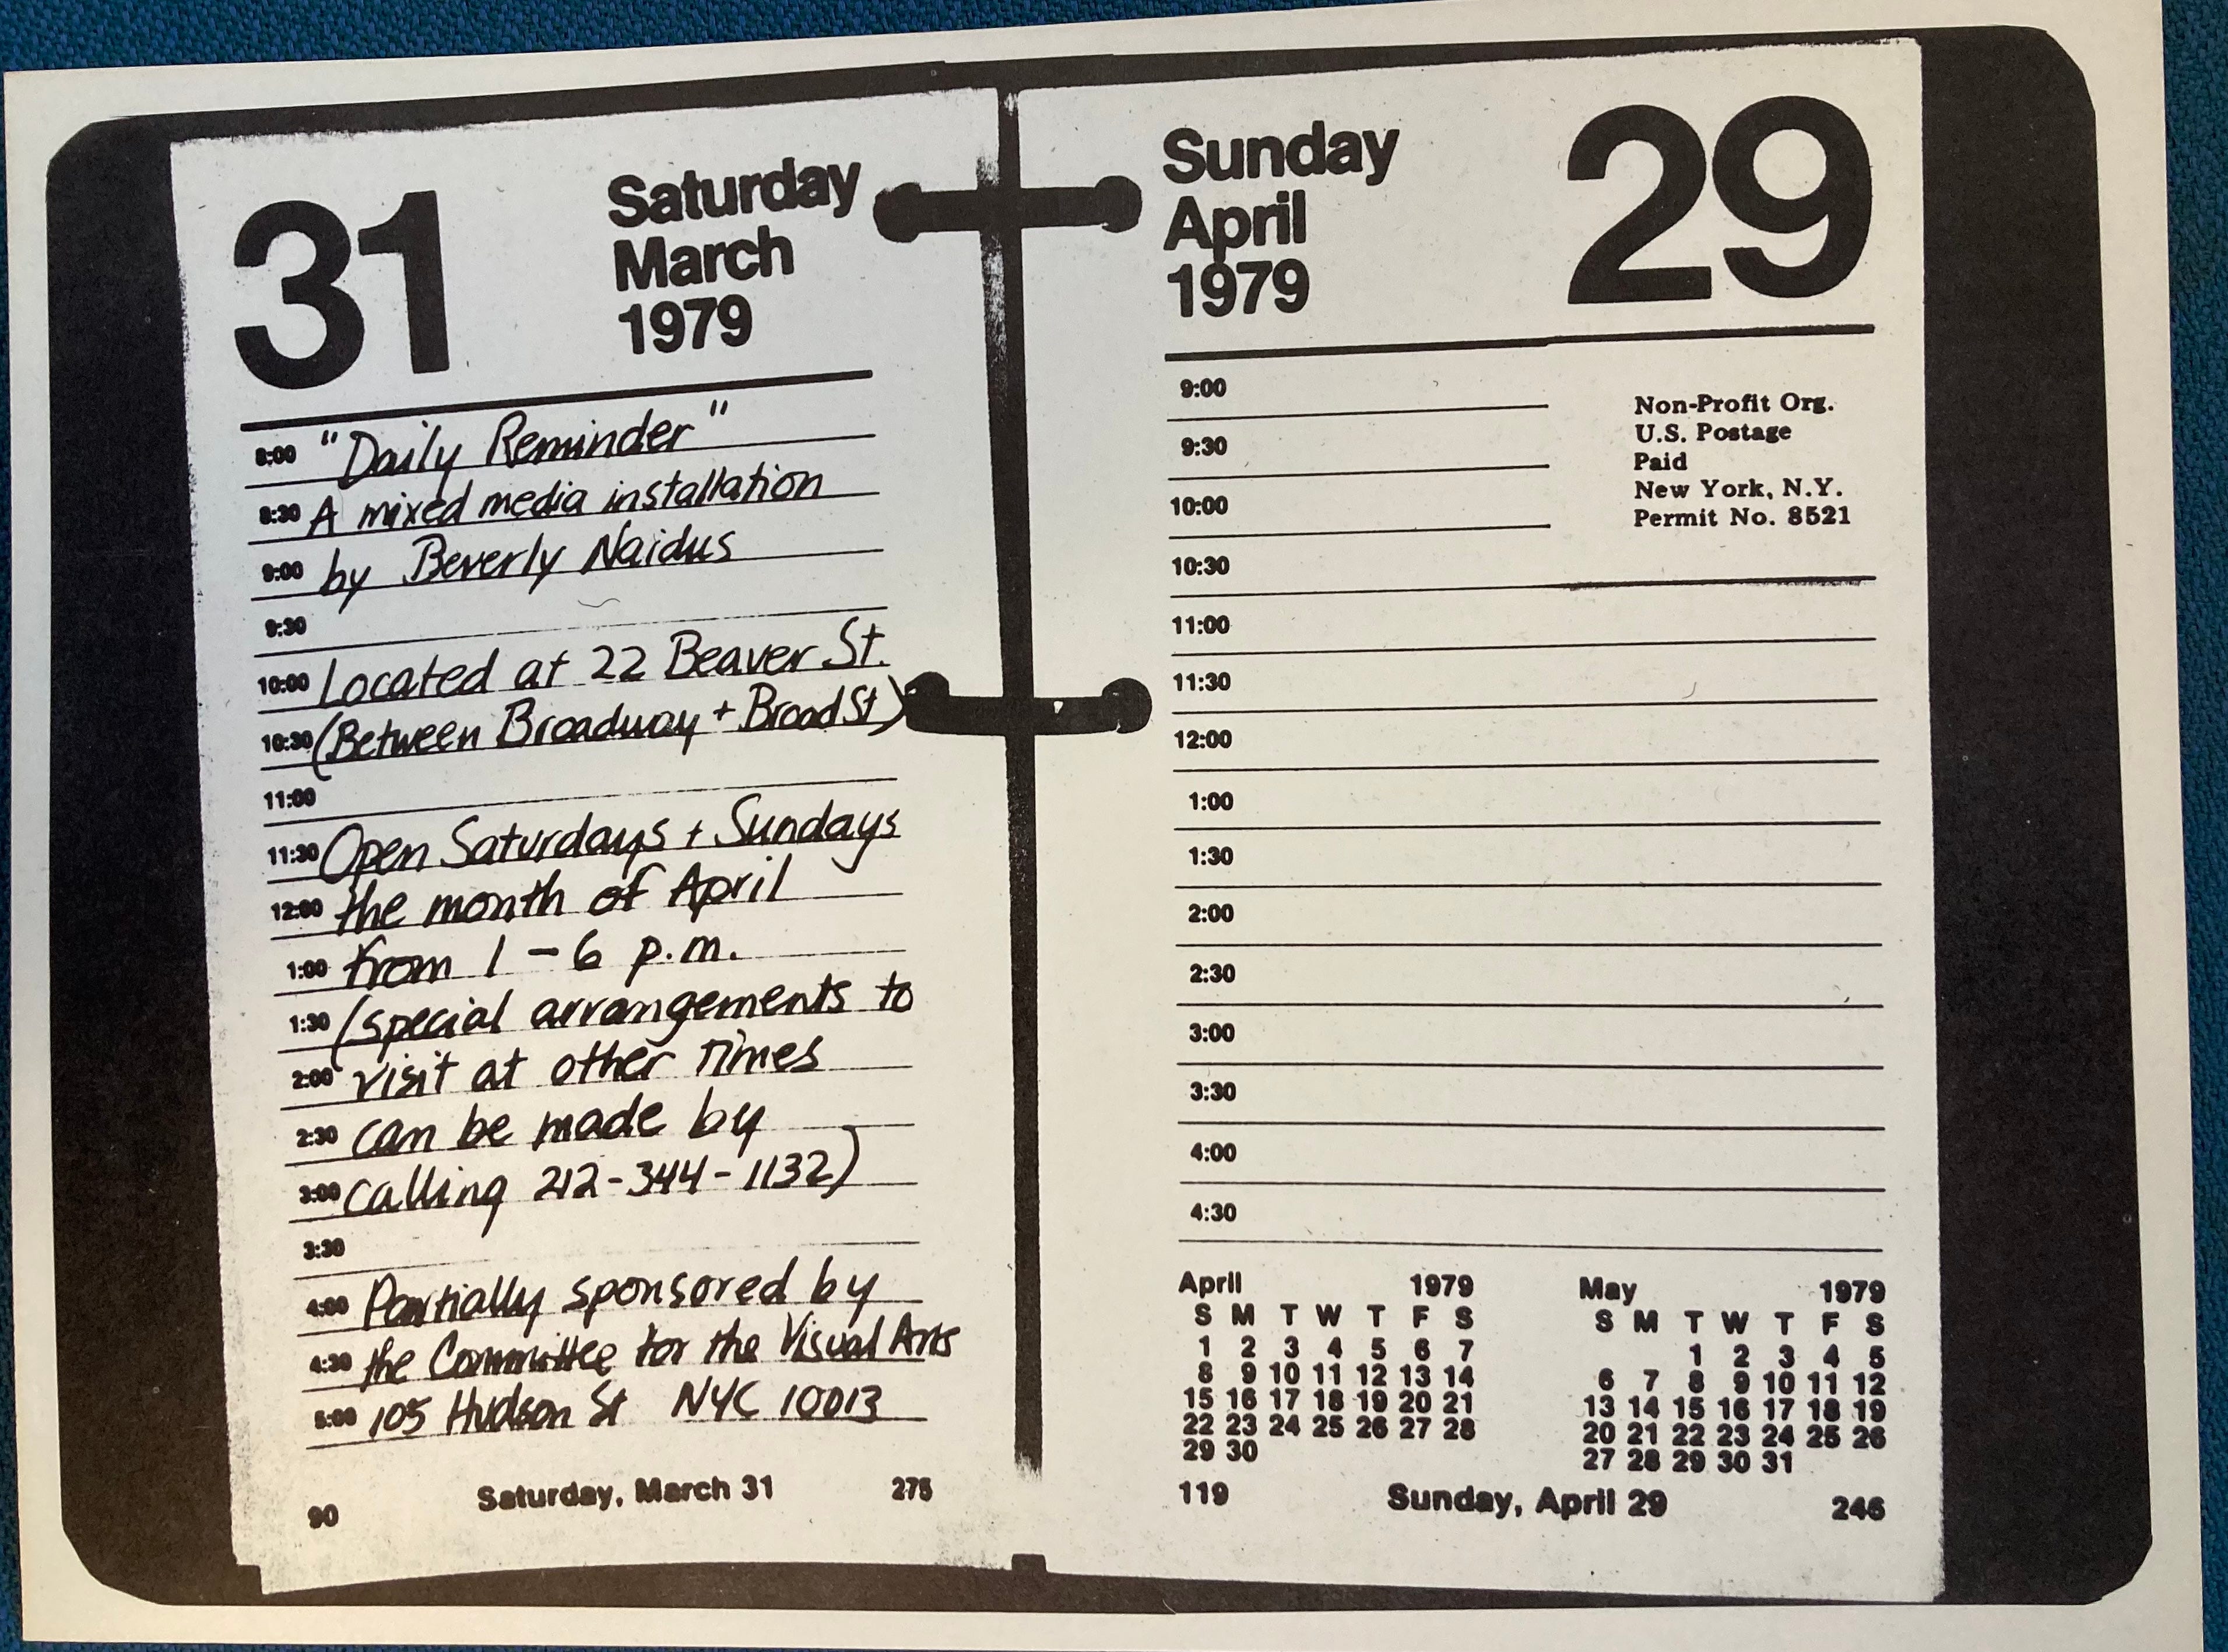 31 Saturday
March
1979
8:00 "Daily Reminder"
8:30 A mixed media installation
9:00 by Beverly Naidus
9:30
10:00 Located at 22 Beaver St.
10:30 (Between Broadway + Broad St)
11:00
11:30 Open Saturdays + Sundays
12:00 the month of April
1:00 from 1 - 6 p.m.
1:30 (special arrangements to
2:00 visit at other times
2:30 can be made by
3:00 calling 212-344-1132)
3:30
4:00 Partially sponsored by
4:30 the Committee for the Visual Arts
5:00 105 Hudson St NYC 10013
90 Saturday, March 31 275
Sunday 29
April
1979
9:00
9:30
10:00
10:30
Non-Profit Org.
U.S. Postage
Paid
New York, N.Y.
Permit No. 8521
11:00
11:30
12:00
1:00
1:30
2:00
2:30
3:00
3:30
4:00
4:30
April 1979
S M T W T F S
1 2 3 4 5 6 7
8 9 10 11 12 13 14
15 16 17 18 19 20 21
22 23 24 25 26 27 28
29 30
May 1979
S M T W T F S
1 2 3 4 5
6 7 8 9 10 11 12
13 14 15 16 17 18 19
20 21 22 23 24 25 26
27 28 29 30 31
119 Sunday, April 29 246